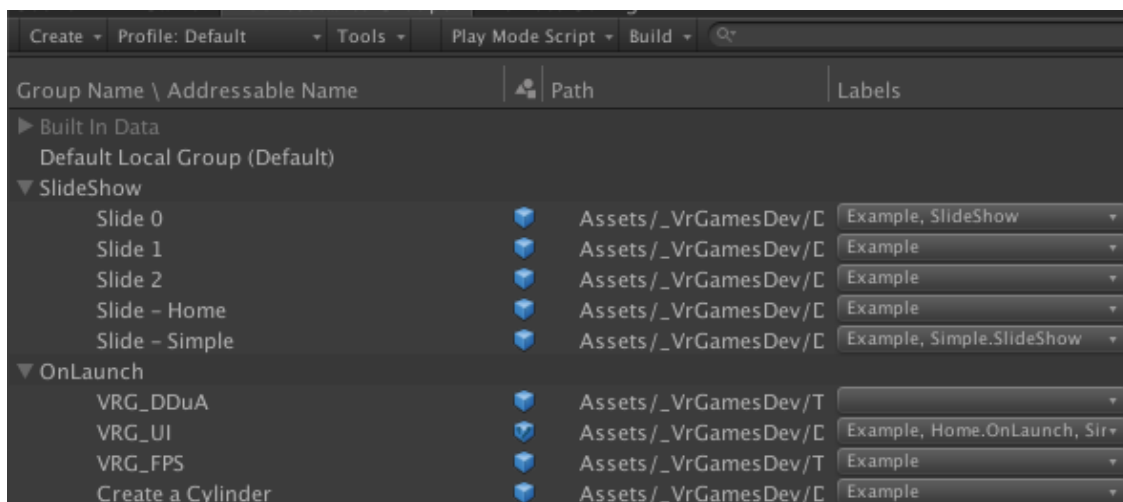 Create Profile: Default Tools Play Mode Script Build
Group Name \ Addressable Name Path Labels
Built In Data
Default Local Group (Default)
SlideShow
Slide 0 Assets/_VrGamesDev/D Example, SlideShow
Slide 1 Assets/_VrGamesDev/D Example
Slide 2 Assets/_VrGamesDev/D Example
Slide – Home Assets/_VrGamesDev/D Example
Slide – Simple Assets/_VrGamesDev/D Example, Simple.SlideShow
OnLaunch
VRG_DDuA Assets/_VrGamesDev/T
VRG_UI Assets/_VrGamesDev/D Example, Home.OnLaunch, Sir
VRG_FPS Assets/_VrGamesDev/T Example
Create a Cylinder Assets/_VrGamesDev/D Example